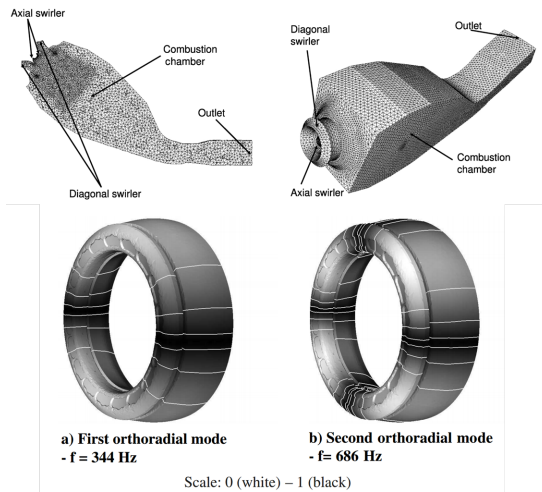 Axial swirler
Combustion
chamber
Outlet
Diagonal swirler
Diagonal
swirler
Outlet
Combustion
chamber
Axial swirler
a) First orthoradial mode
- f = 344 Hz
b) Second orthoradial mode
- f= 686 Hz
Scale: 0 (white) – 1 (black)